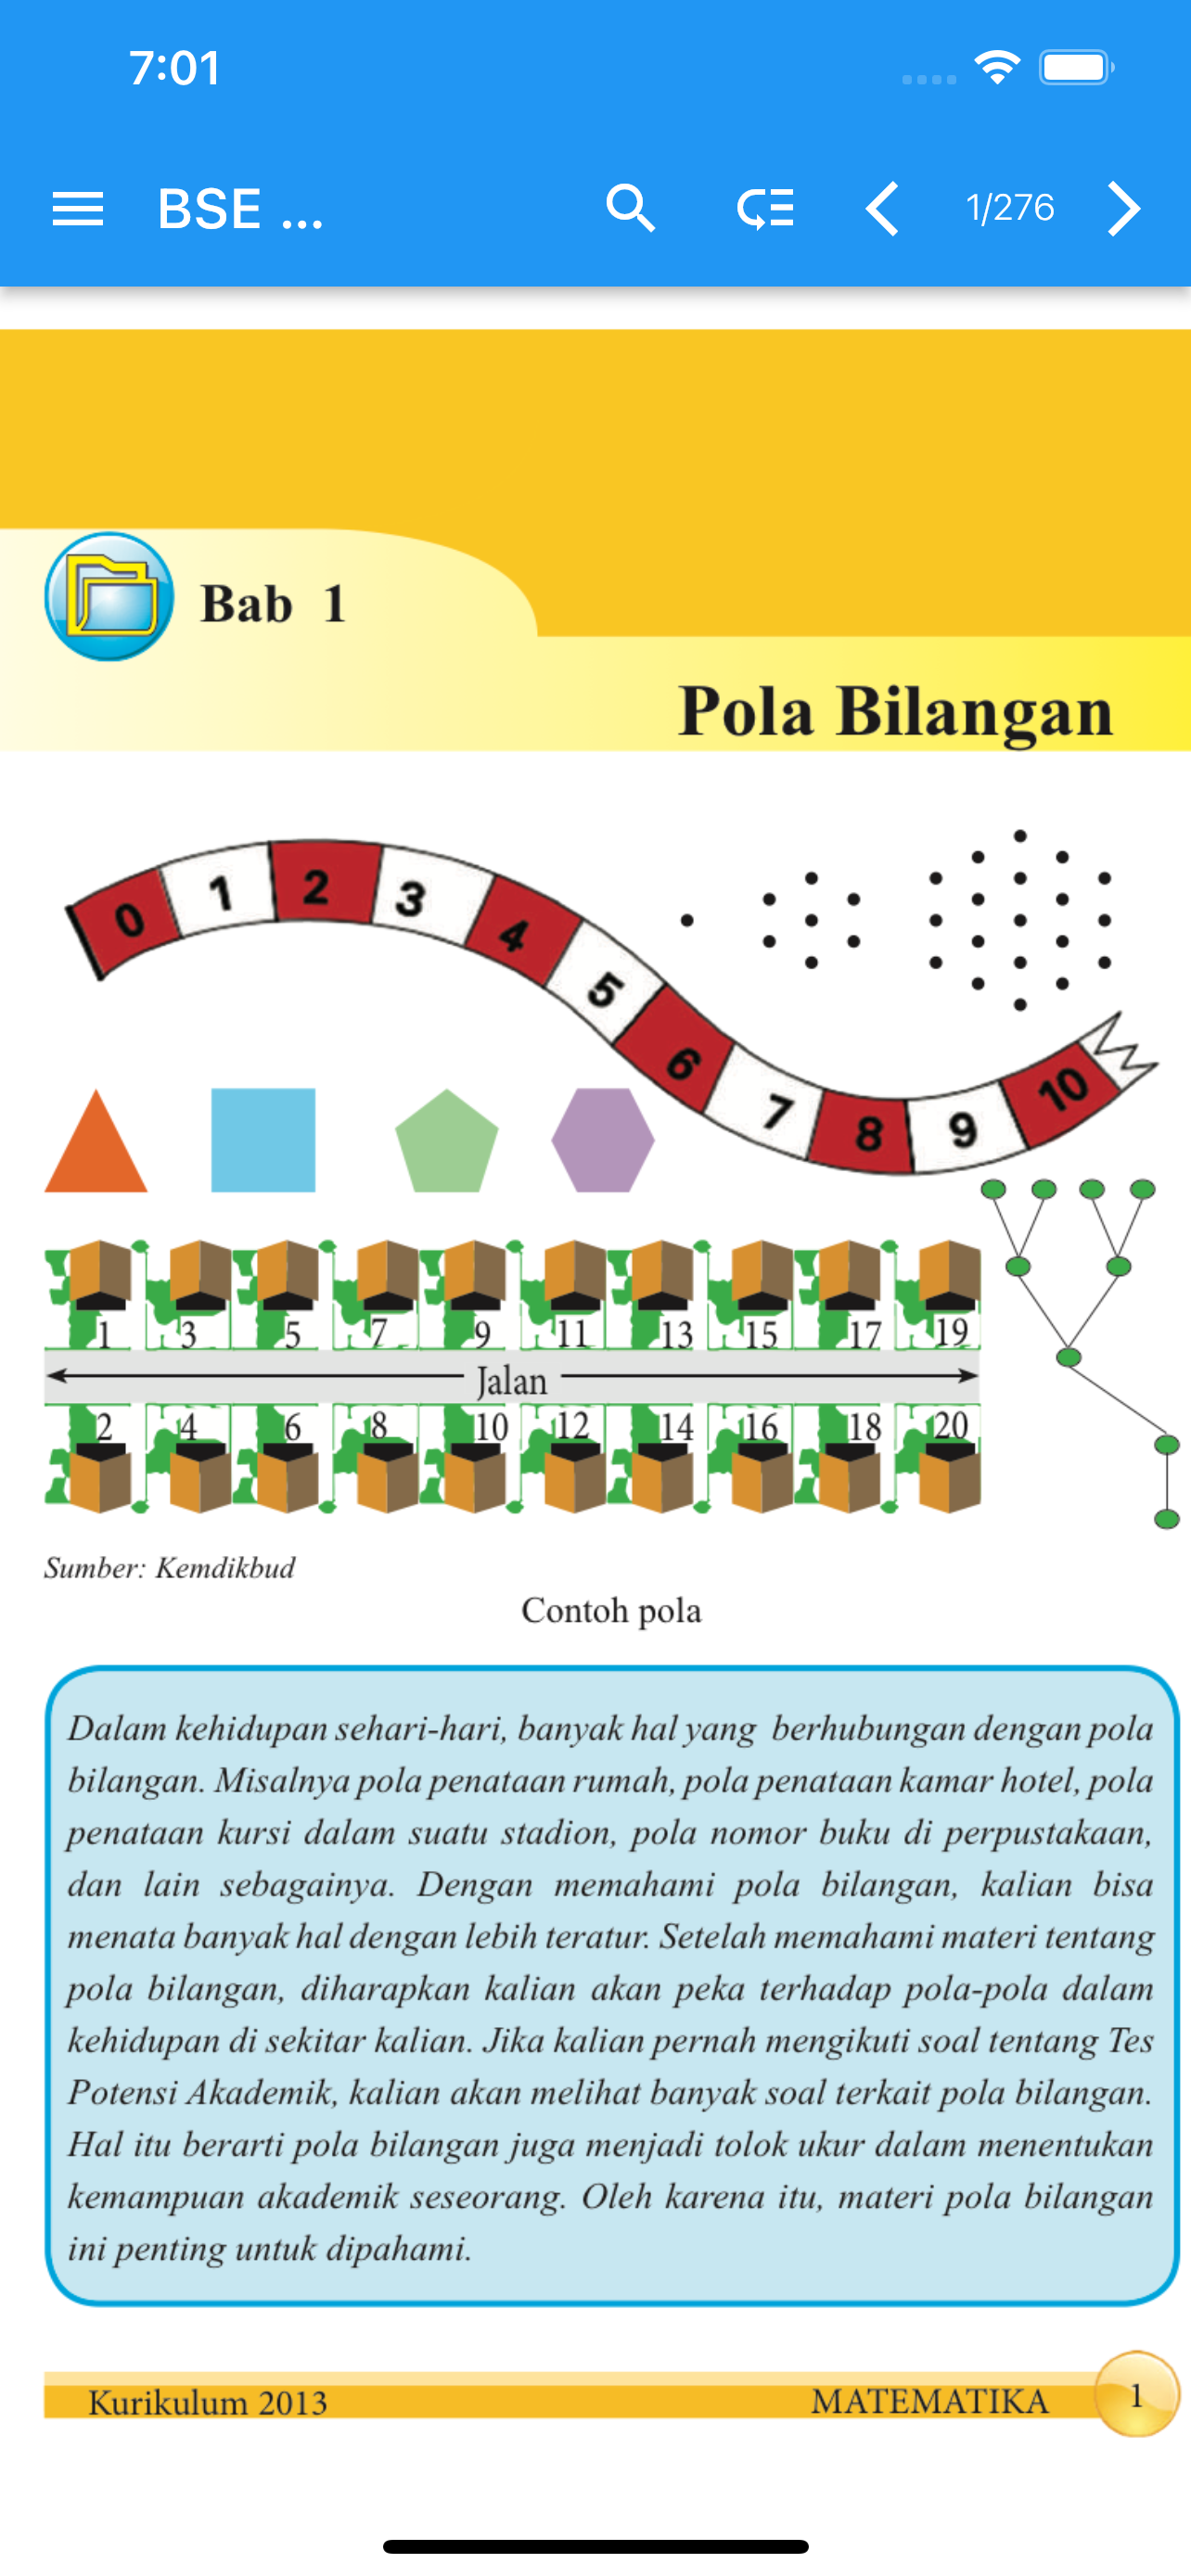 7:01
BSE ...
1/276
Bab 1
Pola Bilangan
0 1 2 3 4 5 6 7 8 9 10
1 3 5 7 9 11 13 15 17 19
Jalan
2 4 6 8 10 12 14 16 18 20
Sumber: Kemdikbud
Contoh pola
Dalam kehidupan sehari-hari, banyak hal yang berhubungan dengan pola
bilangan. Misalnya pola penataan rumah, pola penataan kamar hotel, pola
penataan kursi dalam suatu stadion, pola nomor buku di perpustakaan,
dan lain sebagainya. Dengan memahami pola bilangan, kalian bisa
menata banyak hal dengan lebih teratur. Setelah memahami materi tentang
pola bilangan, diharapkan kalian akan peka terhadap pola-pola dalam
kehidupan di sekitar kalian. Jika kalian pernah mengikuti soal tentang Tes
Potensi Akademik, kalian akan melihat banyak soal terkait pola bilangan.
Hal itu berarti pola bilangan juga menjadi tolok ukur dalam menentukan
kemampuan akademik seseorang. Oleh karena itu, materi pola bilangan
ini penting untuk dipahami.
Kurikulum 2013
MATEMATIKA
1